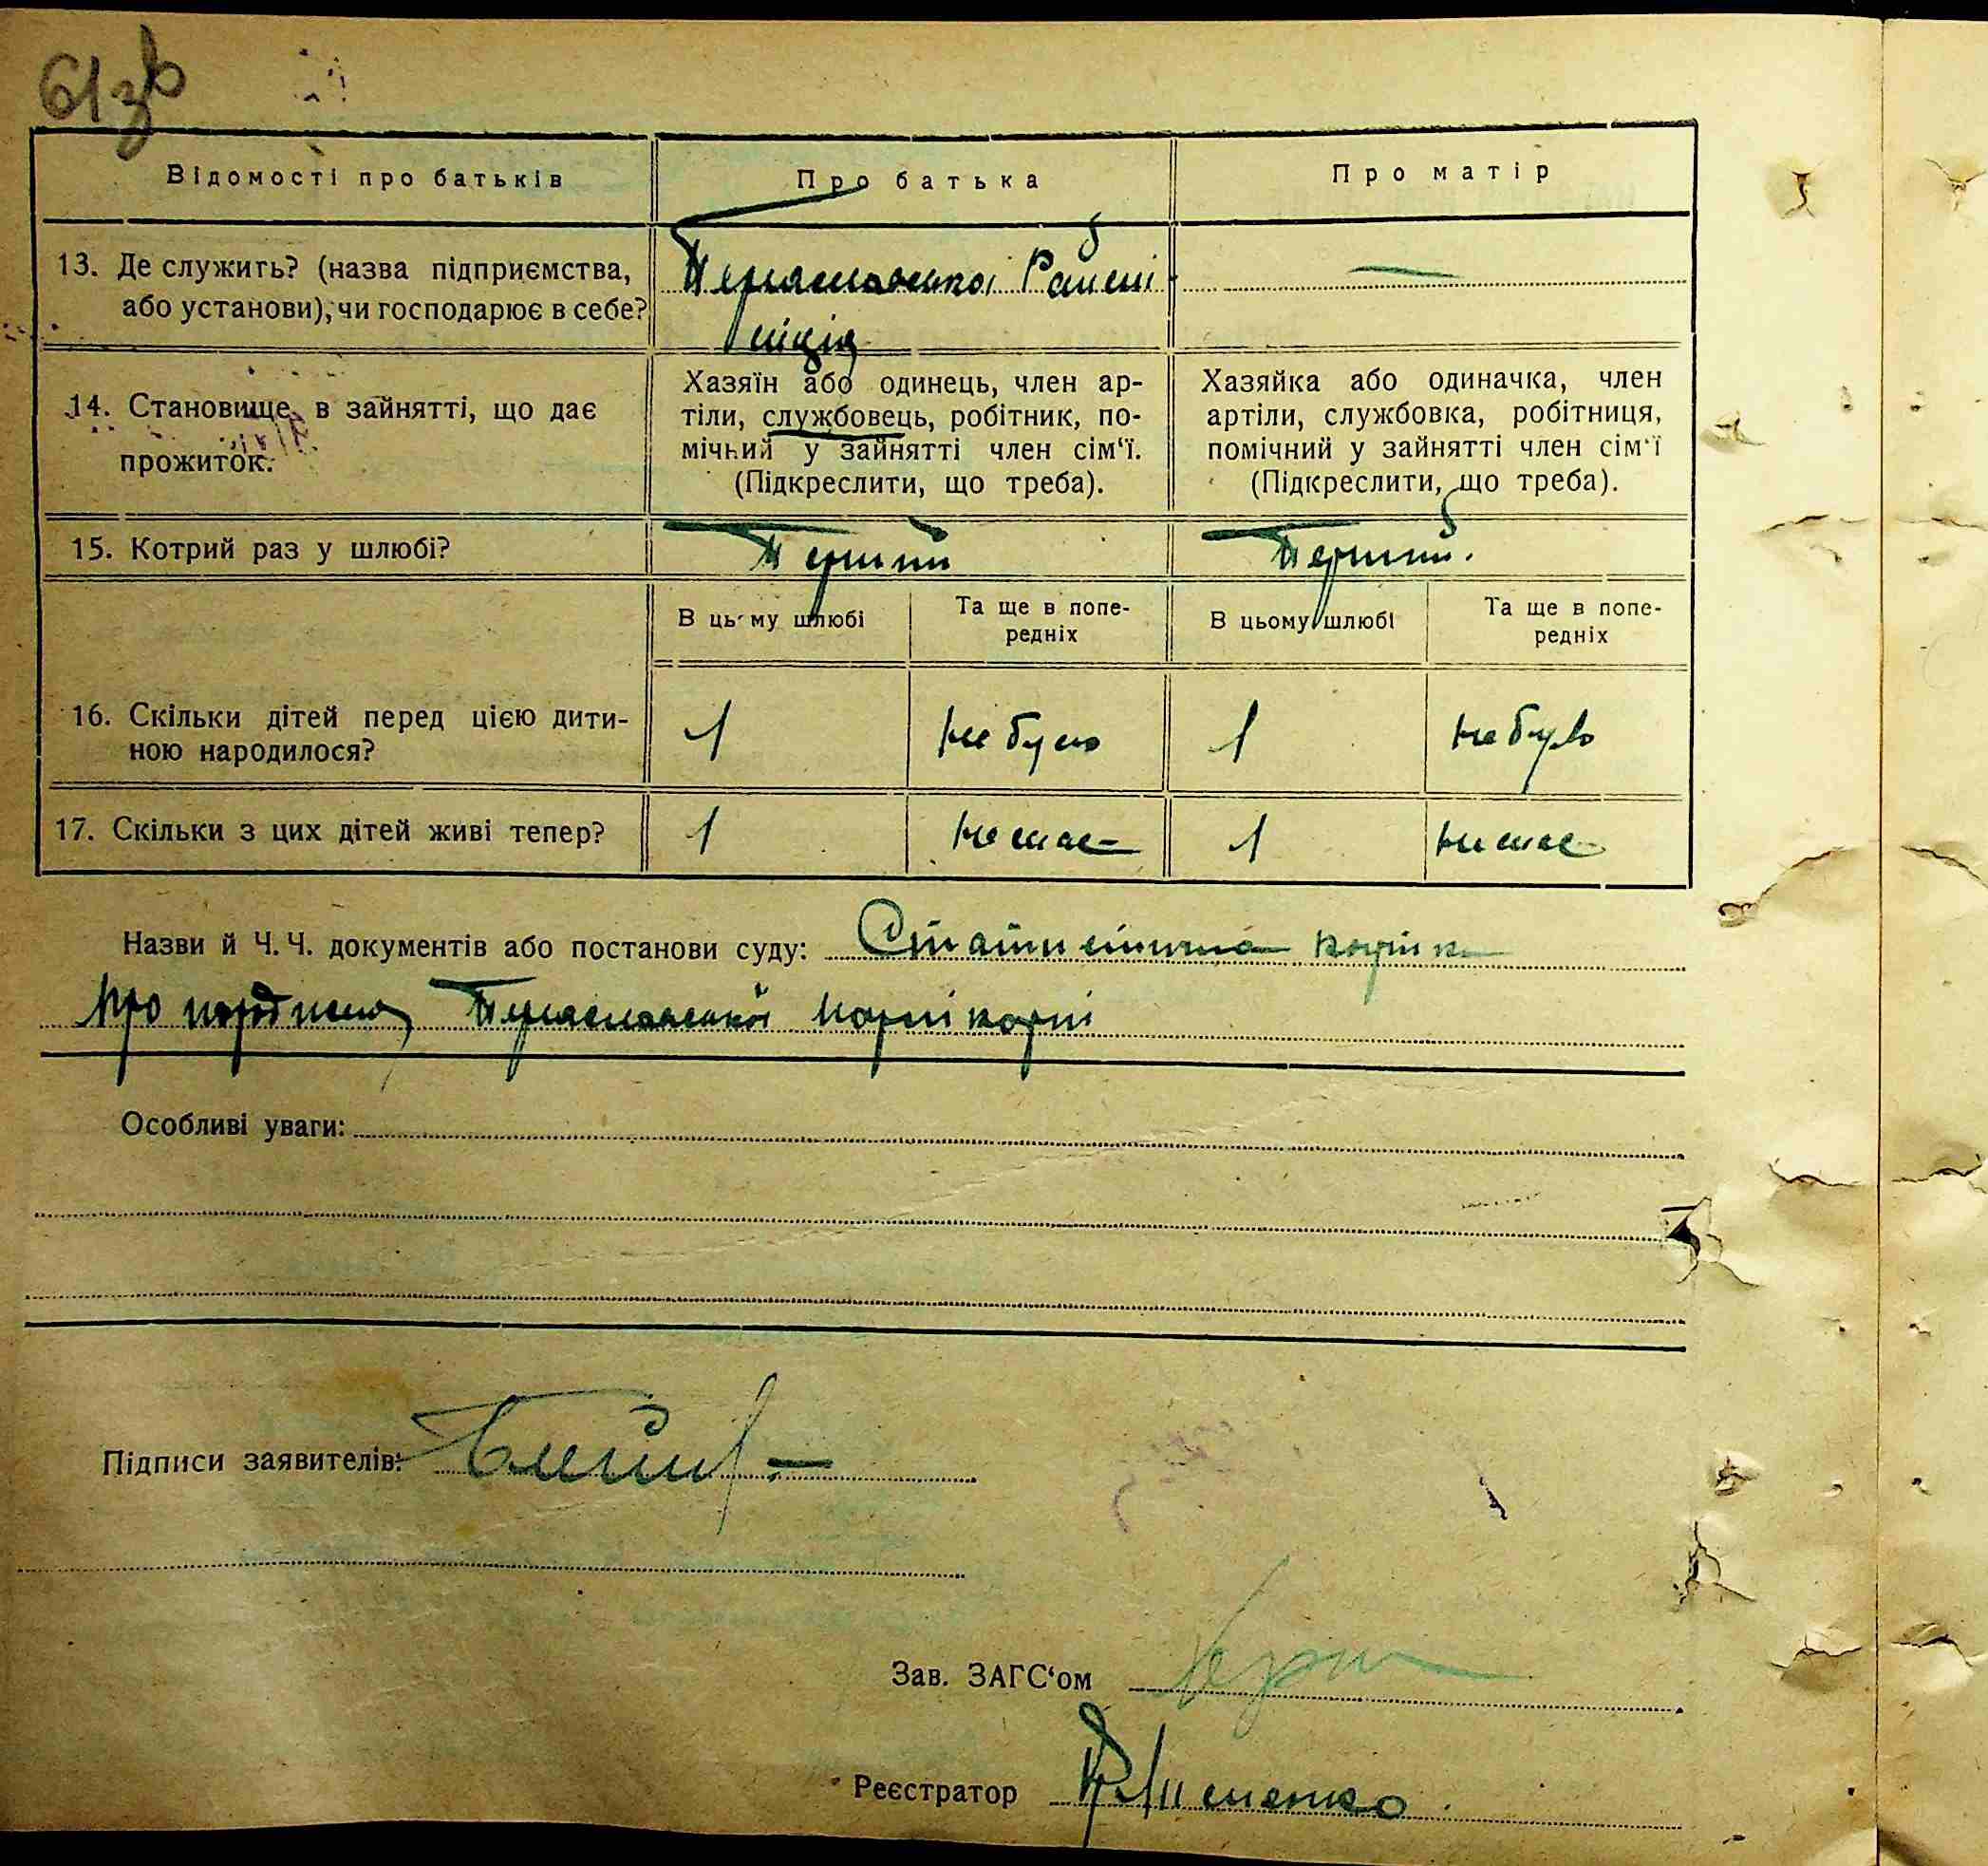 61зв
Відомості про батьків
Про батька
Про матір
13. Де служить? (назва підприємства,
або установи), чи господарює в себе?
Переяславської Раймі-
ліція
—
14. Становище в зайнятті, що дає
прожиток.
Хазяїн або одинець, член ар-
тіли, службовець, робітник, по-
мічний у зайнятті член сім‘ї.
(Підкреслити, що треба).
Хазяйка або одиначка, член
артіли, службовка, робітниця,
помічний у зайнятті член сім‘ї
(Підкреслити, що треба).
15. Котрий раз у шлюбі?
Перший
Перший.
В цьому шлюбі
Та ще в попе-
редніх
В цьому шлюбі
Та ще в попе-
редніх
16. Скільки дітей перед цією дити-
ною народилося?
1
не було
1
не було
17. Скільки з цих дітей живі тепер?
1
немає
1
немає
Назви й Ч. Ч. документів або постанови суду: Статистична
про Переяславської
Особливі уваги:
Підписи заявителів:
Зав. ЗАГС‘ом
Реєстратор